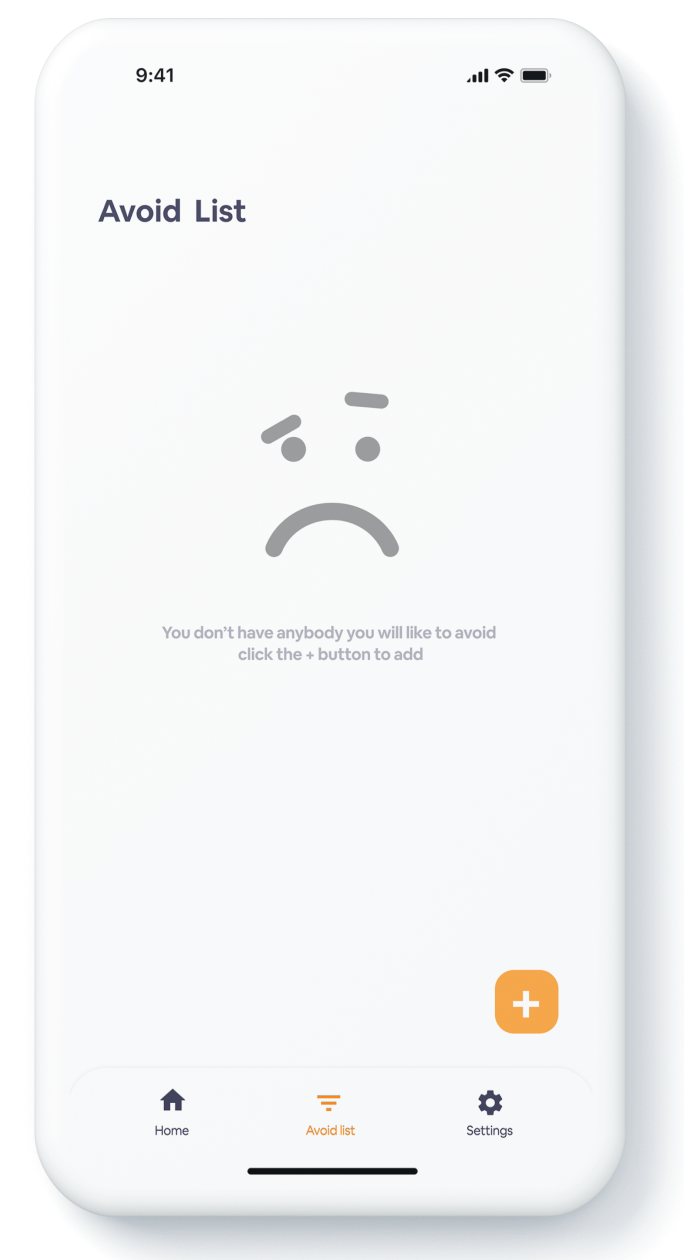 9:41
Avoid List
You don’t have anybody you will like to avoid
click the + button to add
Home
Avoid list
Settings